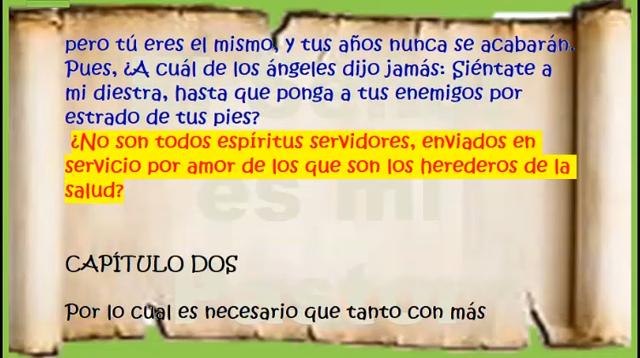 pero tú eres el mismo, y tus años nunca se acabarán.
Pues, ¿A cuál de los ángeles dijo jamás: Siéntate a
mi diestra, hasta que ponga a tus enemigos por
estrado de tus pies?
¿No son todos espíritus servidores, enviados en
servicio por amor de los que son los herederos de la
salud?
es mi
CAPÍTULO DOS
Por lo cual es necesario que tanto con más